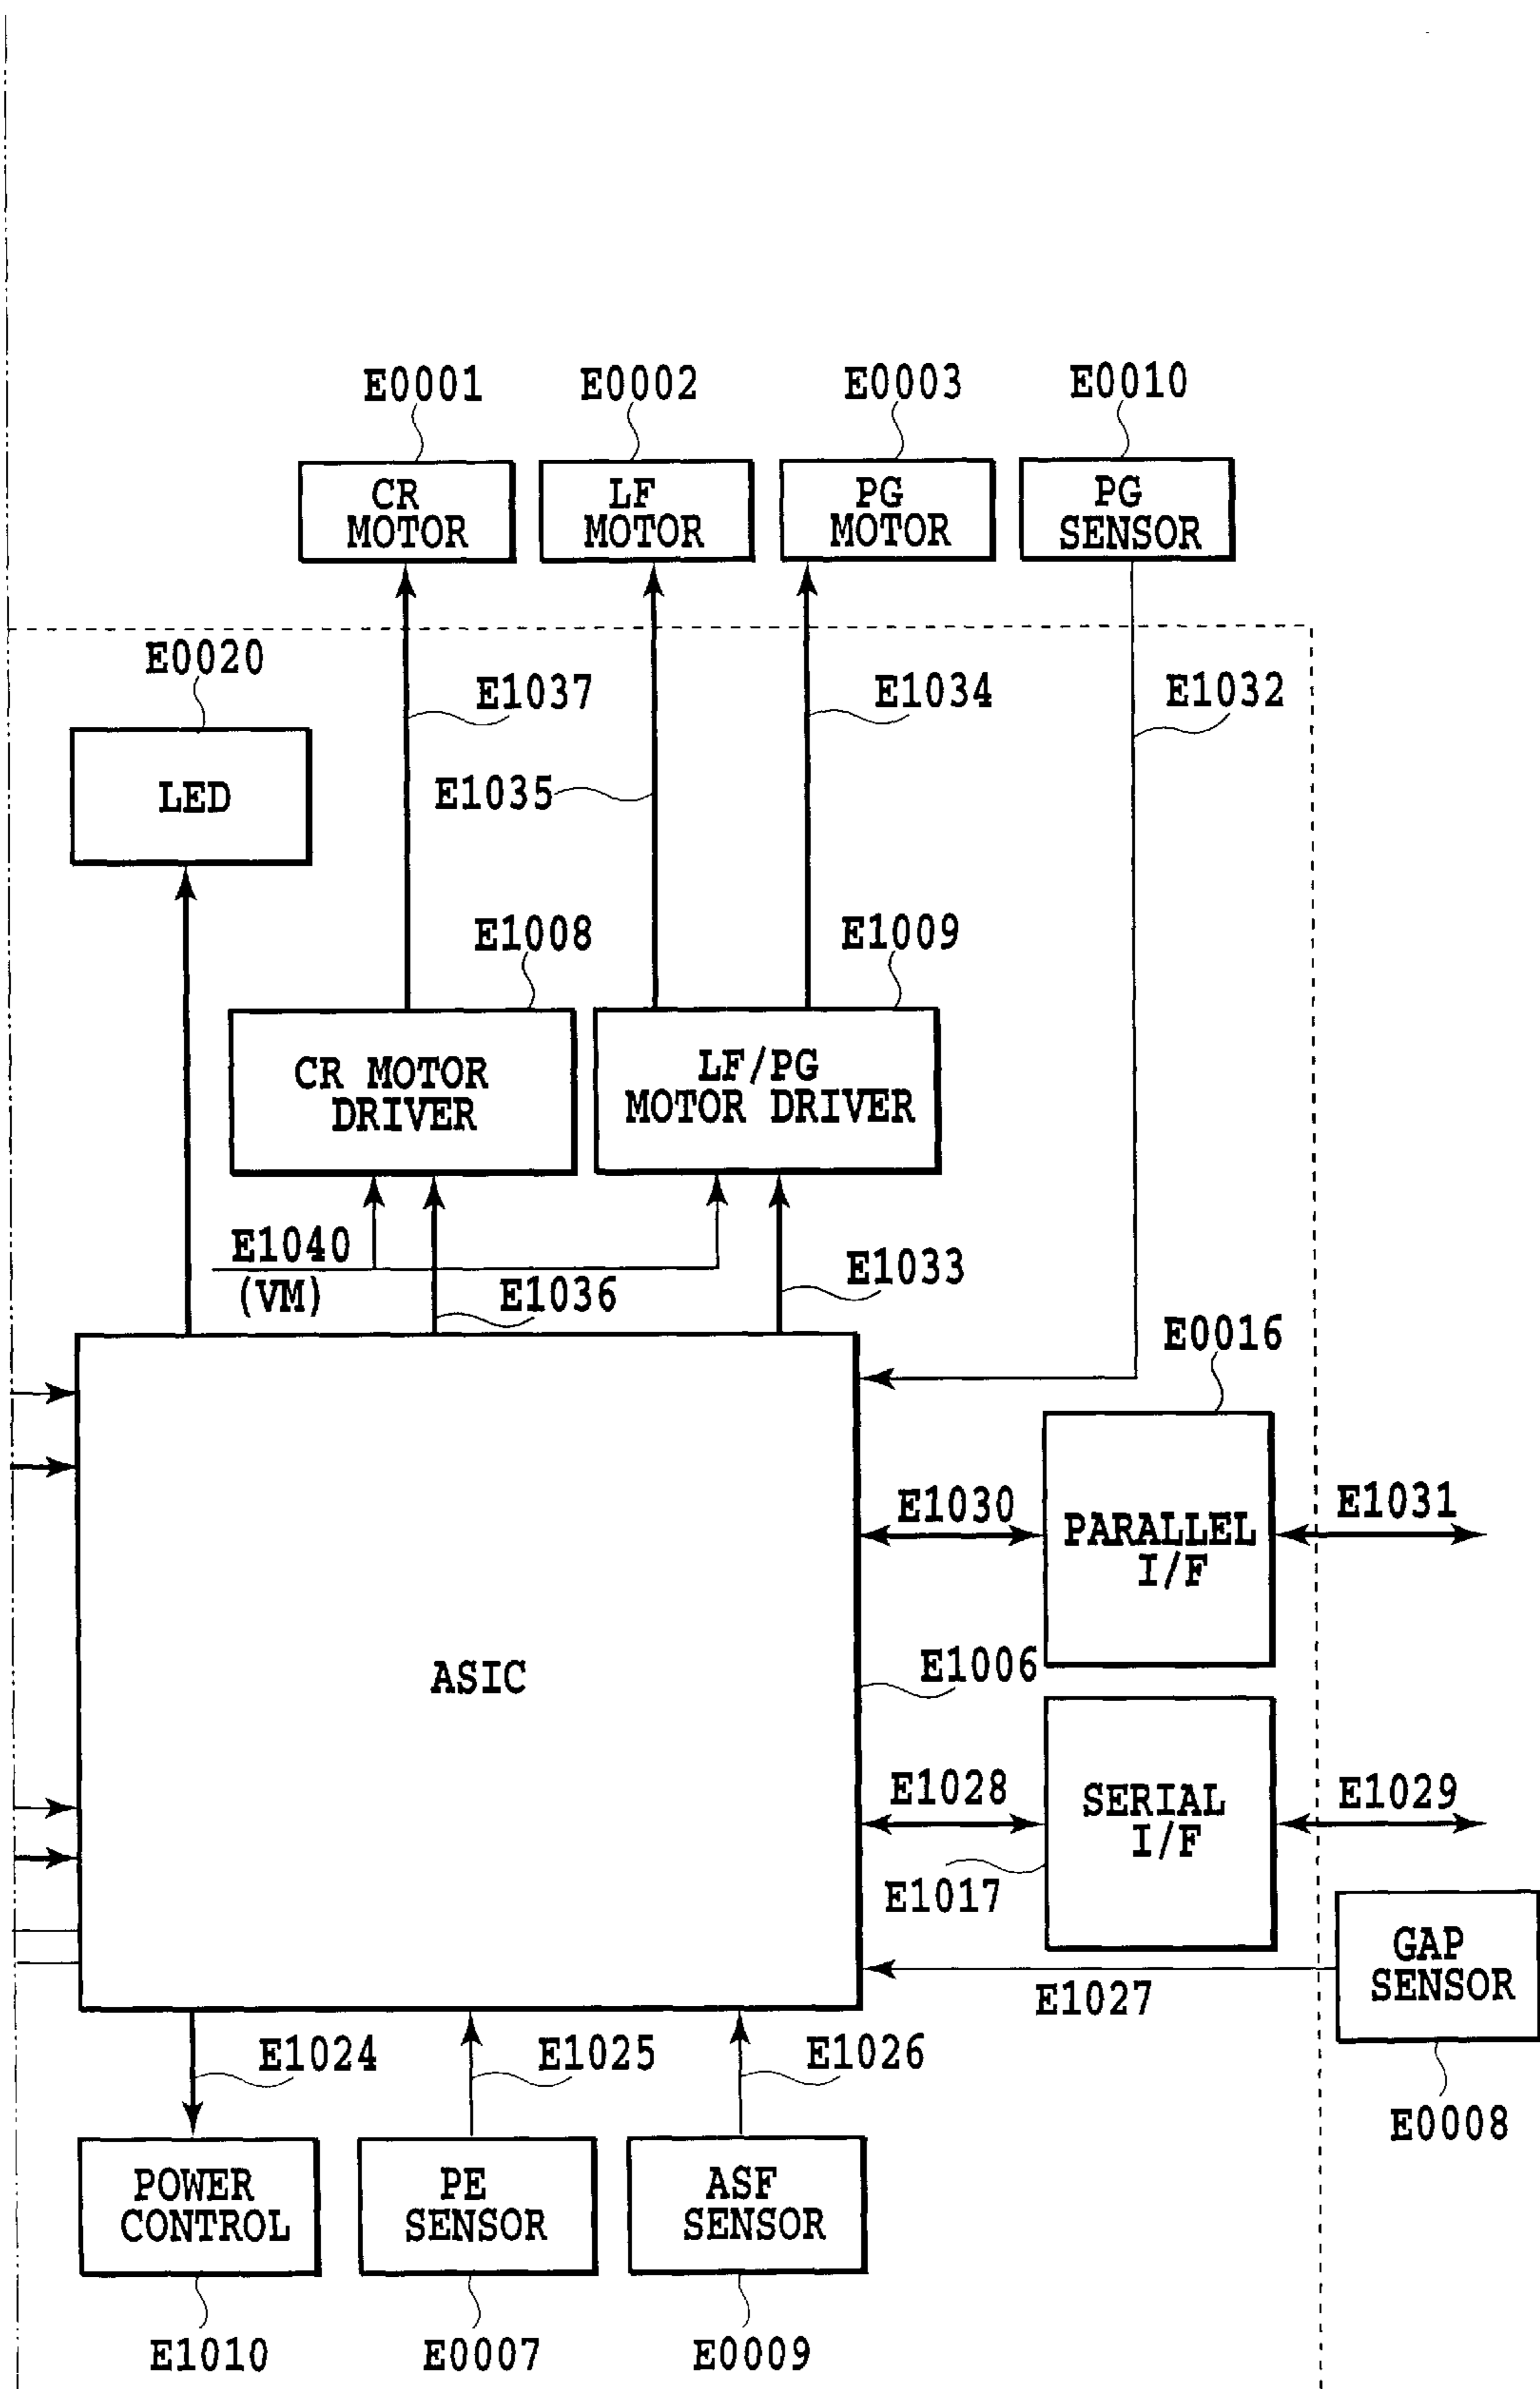 E0001
E0002
E0003
E0010
CR
MOTOR
LF
MOTOR
PG
MOTOR
PG
SENSOR
E0020
E1037
E1034
E1032
LED
E1035
E1008
E1009
CR MOTOR
DRIVER
LF/PG
MOTOR DRIVER
E1040
(VM)
E1036
E1033
E0016
E1030
PARALLEL
I/F
E1031
ASIC
E1006
E1028
SERIAL
I/F
E1029
E1017
GAP
SENSOR
E1027
E1024
E1025
E1026
E0008
POWER
CONTROL
PE
SENSOR
ASF
SENSOR
E1010
E0007
E0009